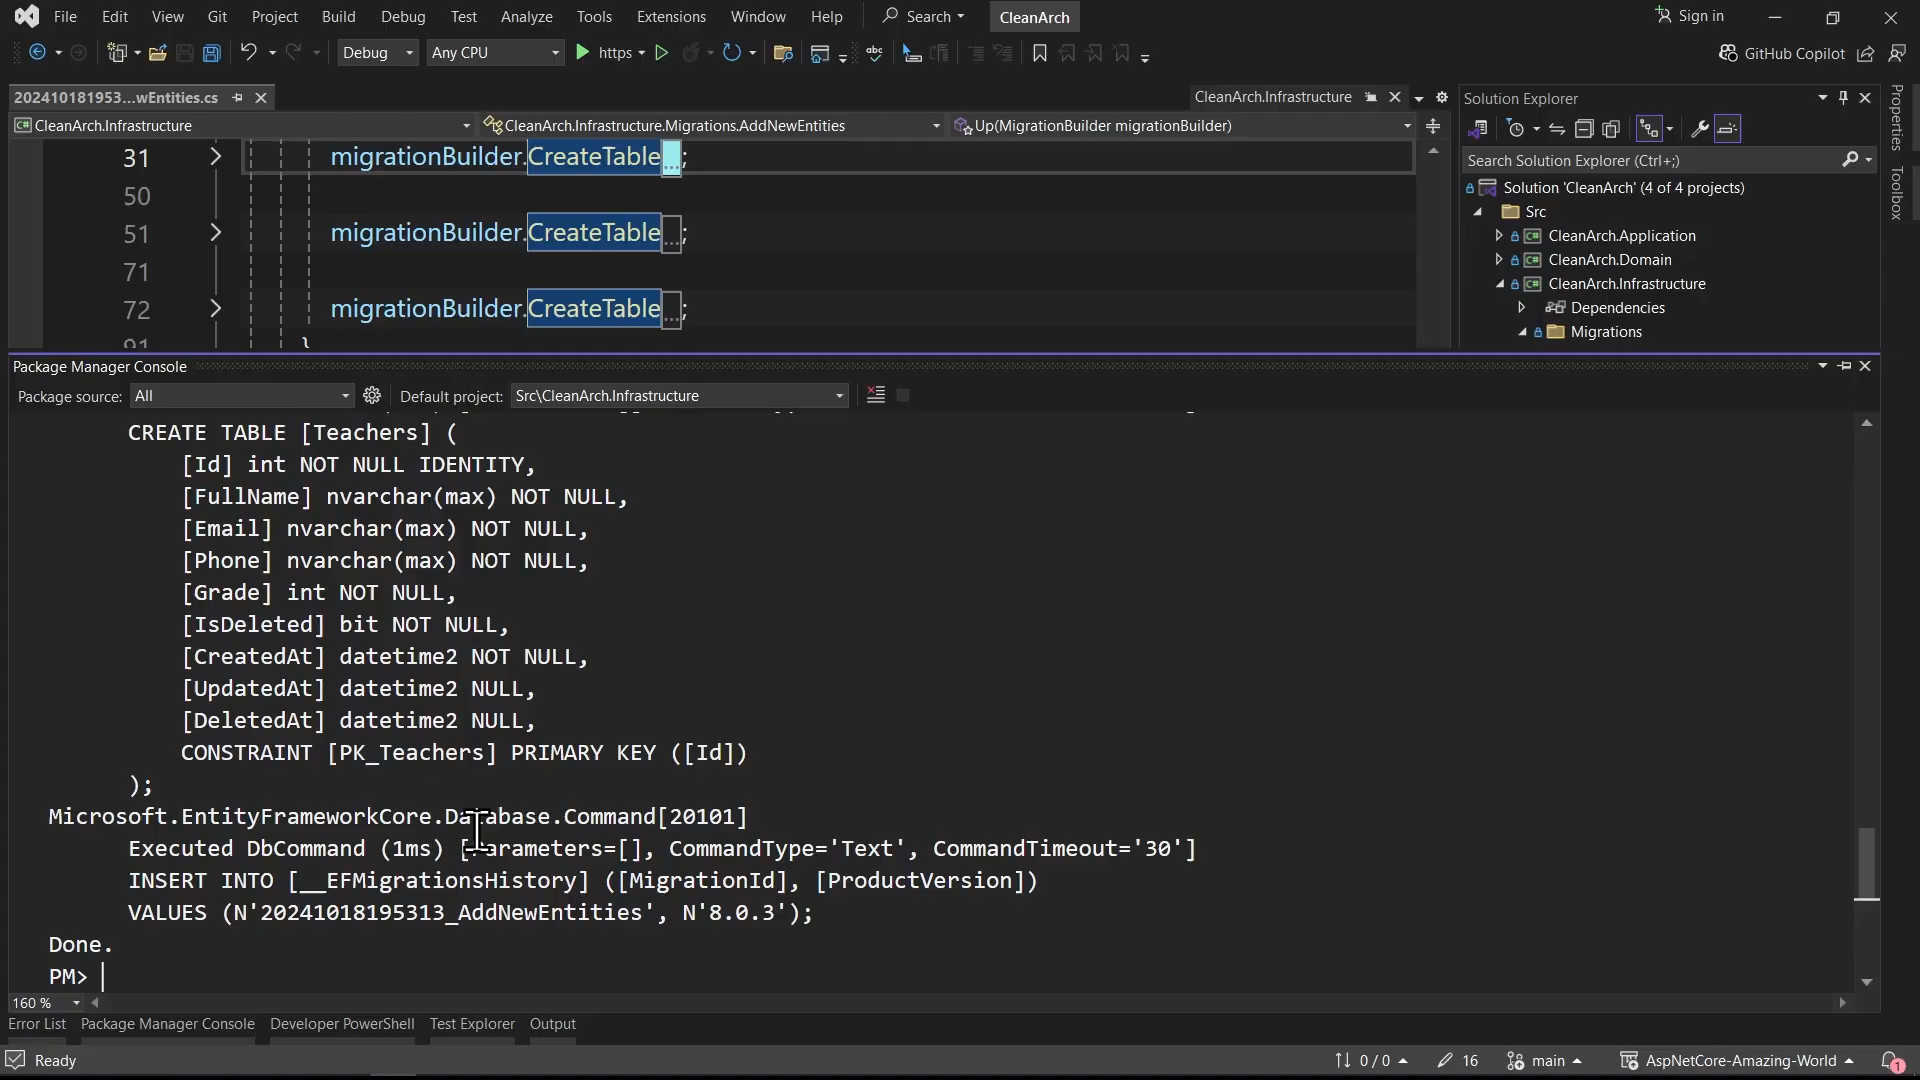 File Edit View Git Project Build Debug Test Analyze Tools Extensions Window Help Search CleanArch Sign in
Debug Any CPU https GitHub Copilot
202410181953...wEntities.cs CleanArch.Infrastructure
CleanArch.Infrastructure CleanArch.Infrastructure.Migrations.AddNewEntities Up(MigrationBuilder migrationBuilder)
31 migrationBuilder.CreateTable...;
50
51 migrationBuilder.CreateTable...;
71
72 migrationBuilder.CreateTable...;
91 }
Solution Explorer
Search Solution Explorer (Ctrl+;)
Solution 'CleanArch' (4 of 4 projects)
Src
CleanArch.Application
CleanArch.Domain
CleanArch.Infrastructure
Dependencies
Migrations
Properties
Toolbox
Package Manager Console
Package source: All Default project: Src\CleanArch.Infrastructure
CREATE TABLE [Teachers] (
[Id] int NOT NULL IDENTITY,
[FullName] nvarchar(max) NOT NULL,
[Email] nvarchar(max) NOT NULL,
[Phone] nvarchar(max) NOT NULL,
[Grade] int NOT NULL,
[IsDeleted] bit NOT NULL,
[CreatedAt] datetime2 NOT NULL,
[UpdatedAt] datetime2 NULL,
[DeletedAt] datetime2 NULL,
CONSTRAINT [PK_Teachers] PRIMARY KEY ([Id])
);
Microsoft.EntityFrameworkCore.Database.Command[20101]
Executed DbCommand (1ms) [Parameters=[], CommandType='Text', CommandTimeout='30']
INSERT INTO [__EFMigrationsHistory] ([MigrationId], [ProductVersion])
VALUES (N'20241018195313_AddNewEntities', N'8.0.3');
Done.
PM>
160 %
Error List Package Manager Console Developer PowerShell Test Explorer Output
Ready 0 / 0 16 main AspNetCore-Amazing-World 1